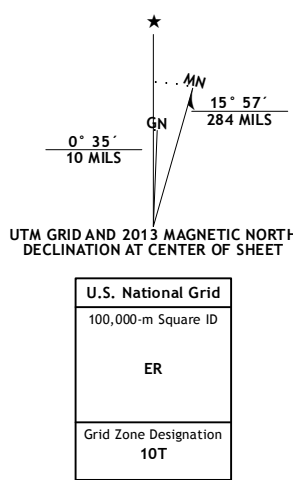 ★
MN
GN
15° 57´
284 MILS
0° 35´
10 MILS
UTM GRID AND 2013 MAGNETIC NORTH
DECLINATION AT CENTER OF SHEET
U.S. National Grid
100,000-m Square ID
ER
Grid Zone Designation
10T